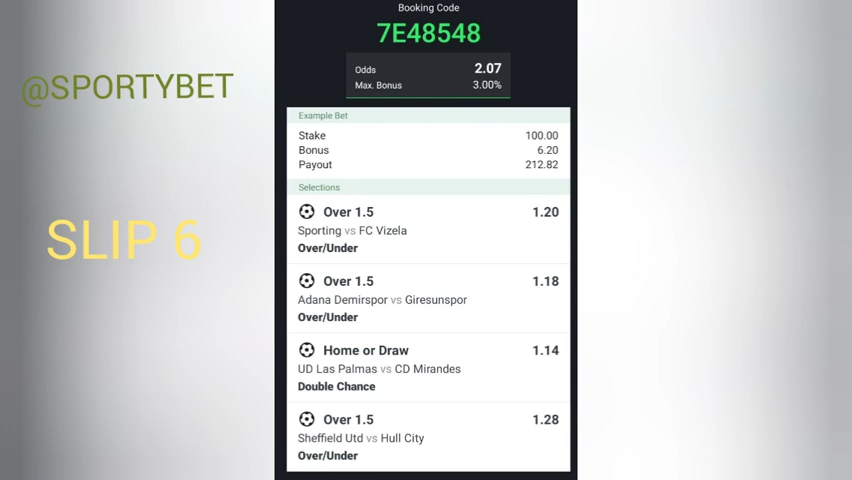 Booking Code
7E48548
Odds 2.07
Max. Bonus 3.00%
@SPORTYBET
SLIP 6
Example Bet
Stake 100.00
Bonus 6.20
Payout 212.82
Selections
Over 1.5 1.20
Sporting vs FC Vizela
Over/Under
Over 1.5 1.18
Adana Demirspor vs Giresunspor
Over/Under
Home or Draw 1.14
UD Las Palmas vs CD Mirandes
Double Chance
Over 1.5 1.28
Sheffield Utd vs Hull City
Over/Under